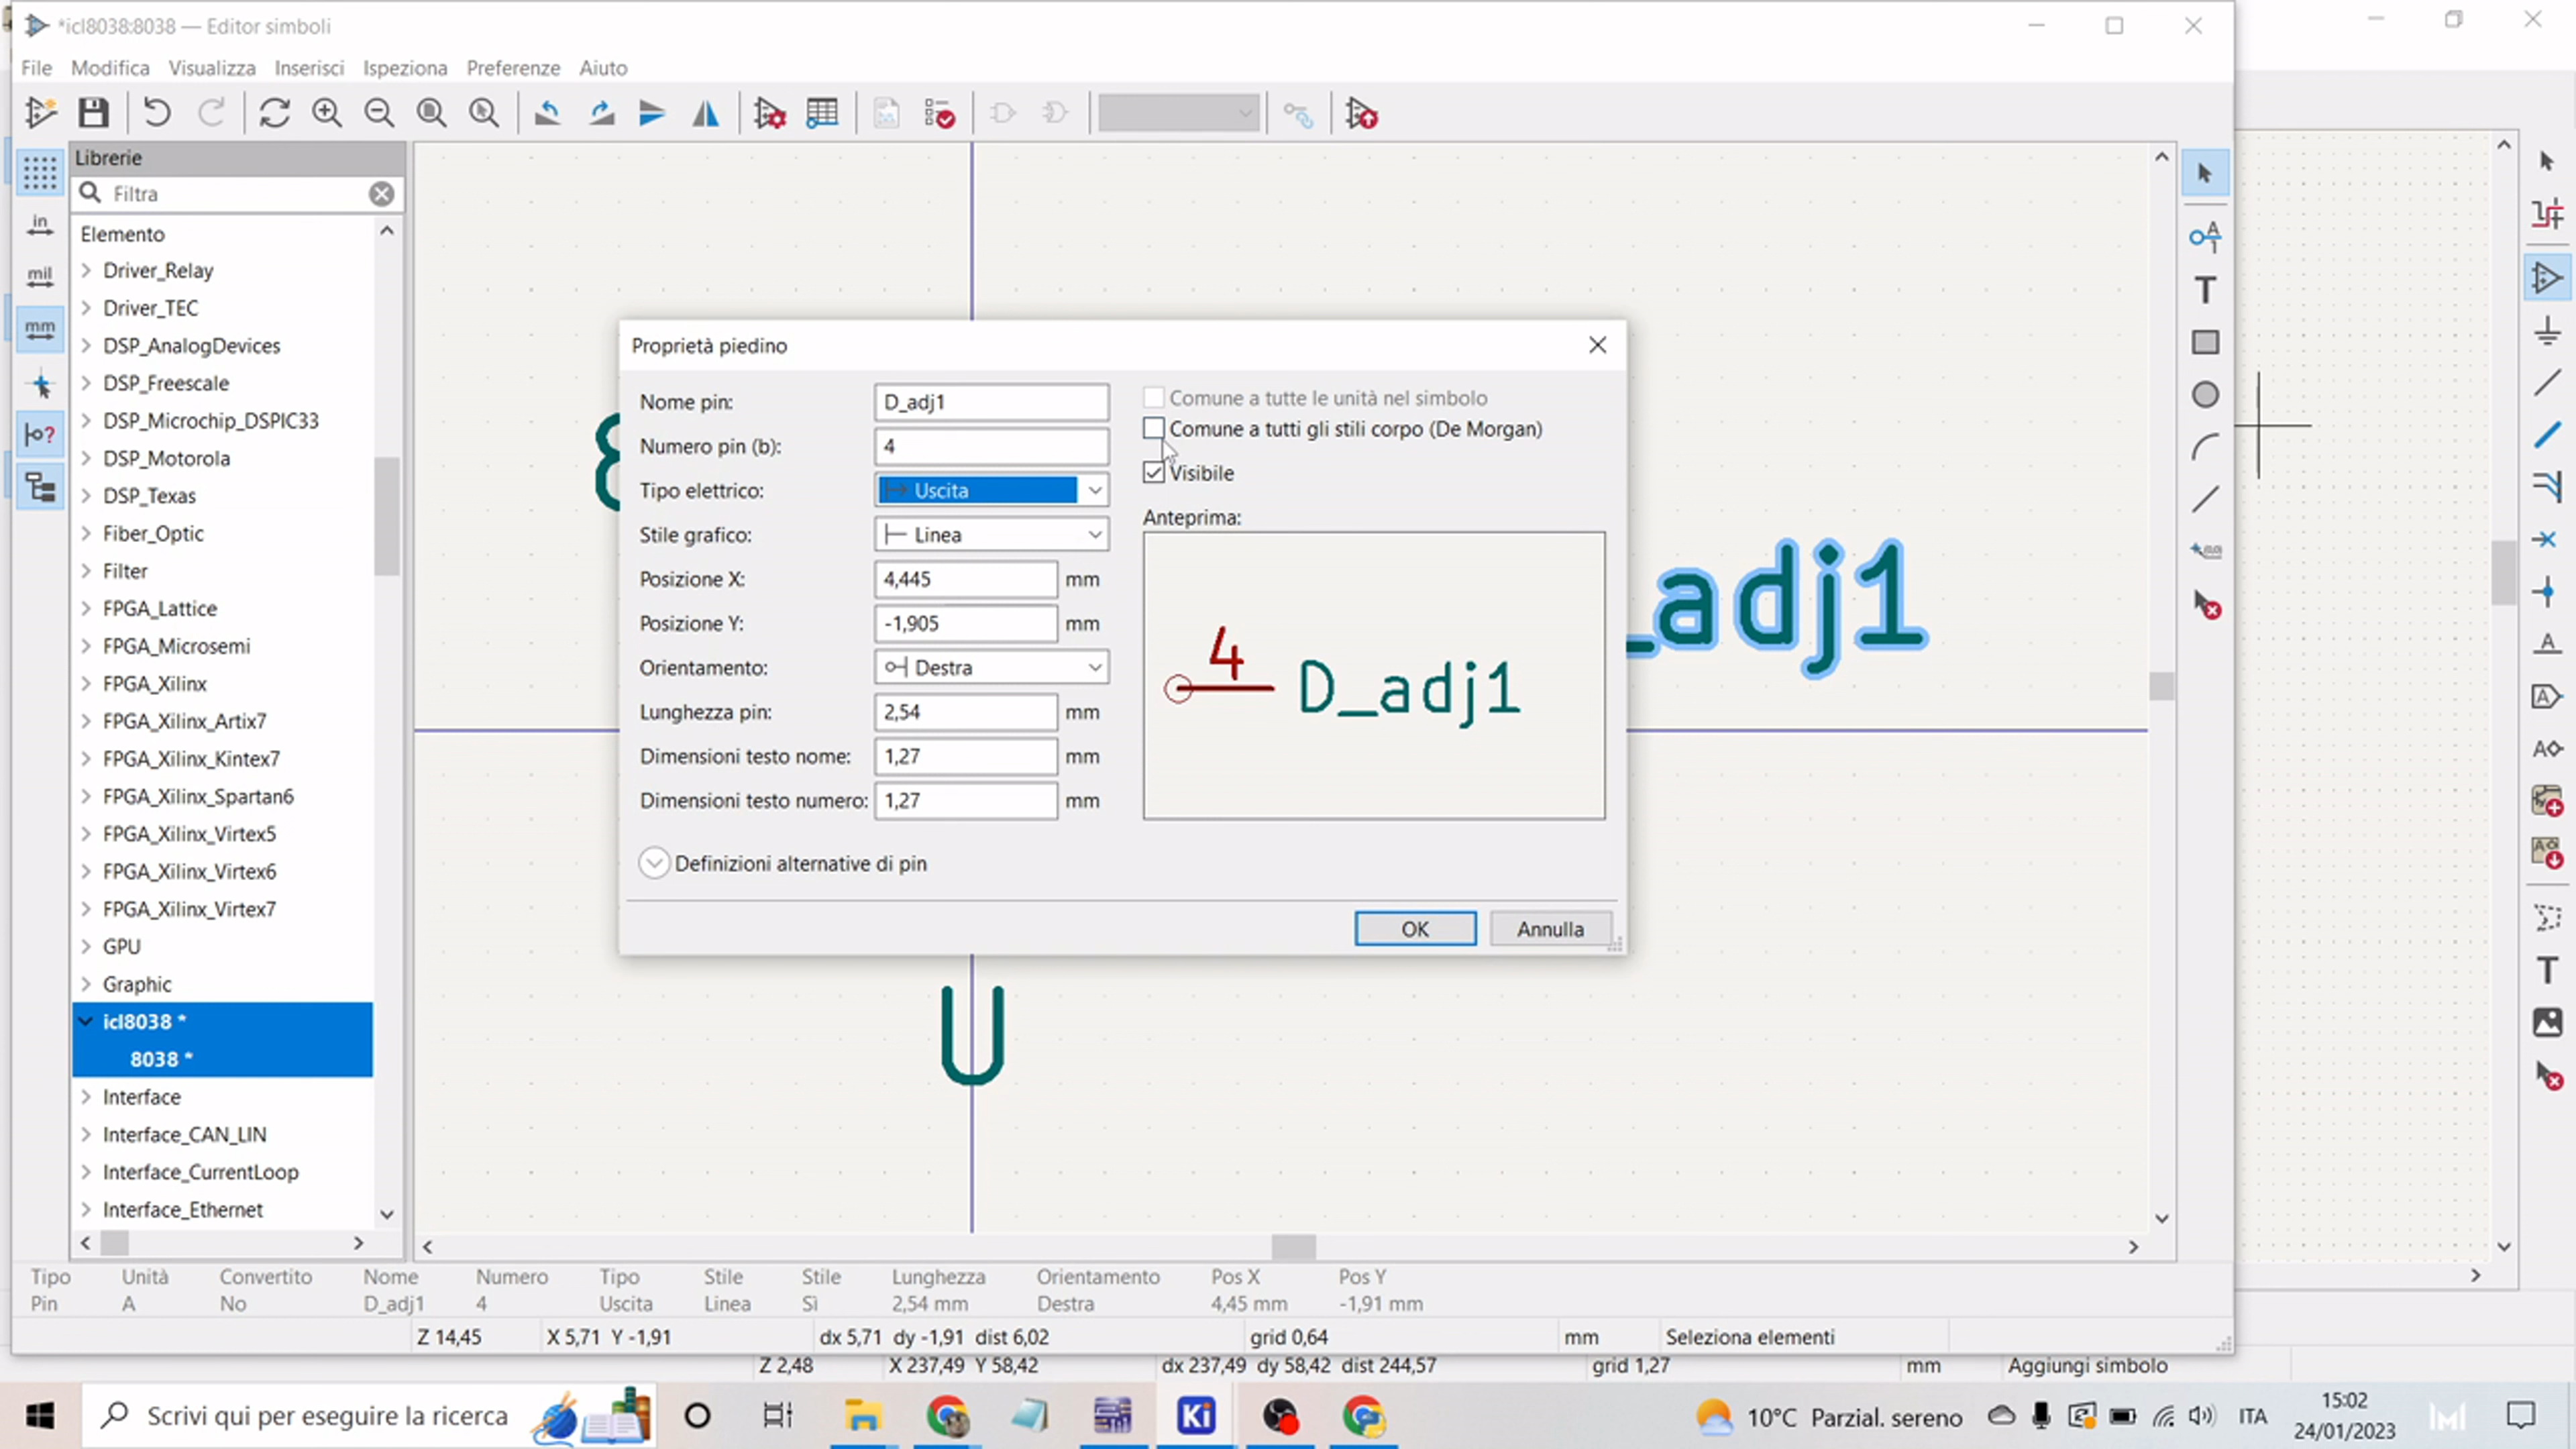 *icl8038:8038 — Editor simboli
File Modifica Visualizza Inserisci Ispeziona Preferenze Aiuto
Librerie
Filtra
in
mil
mm
Elemento
Driver_Relay
Driver_TEC
DSP_AnalogDevices
DSP_Freescale
DSP_Microchip_DSPIC33
DSP_Motorola
DSP_Texas
Fiber_Optic
Filter
FPGA_Lattice
FPGA_Microsemi
FPGA_Xilinx
FPGA_Xilinx_Artix7
FPGA_Xilinx_Kintex7
FPGA_Xilinx_Spartan6
FPGA_Xilinx_Virtex5
FPGA_Xilinx_Virtex6
FPGA_Xilinx_Virtex7
GPU
Graphic
icl8038 *
8038 *
Interface
Interface_CAN_LIN
Interface_CurrentLoop
Interface_Ethernet
Proprietà piedino
Nome pin: D_adj1
Numero pin (b): 4
Tipo elettrico: Uscita
Stile grafico: Linea
Posizione X: 4,445 mm
Posizione Y: -1,905 mm
Orientamento: Destra
Lunghezza pin: 2,54 mm
Dimensioni testo nome: 1,27 mm
Dimensioni testo numero: 1,27 mm
Definizioni alternative di pin
Comune a tutte le unità nel simbolo
Comune a tutti gli stili corpo (De Morgan)
Visibile
Anteprima:
4
D_adj1
OK Annulla
_adj1
U
Tipo Unità Convertito Nome Numero Tipo Stile Stile Lunghezza Orientamento Pos X Pos Y
Pin A No D_adj1 4 Uscita Linea Sì 2,54 mm Destra 4,45 mm -1,91 mm
Z 14,45 X 5,71 Y -1,91 dx 5,71 dy -1,91 dist 6,02 grid 0,64 mm Seleziona elementi
Z 2,48 X 237,49 Y 58,42 dx 237,49 dy 58,42 dist 244,57 grid 1,27 mm Aggiungi simbolo
Scrivi qui per eseguire la ricerca
Ki
10°C Parzial. sereno
ITA
15:02
24/01/2023